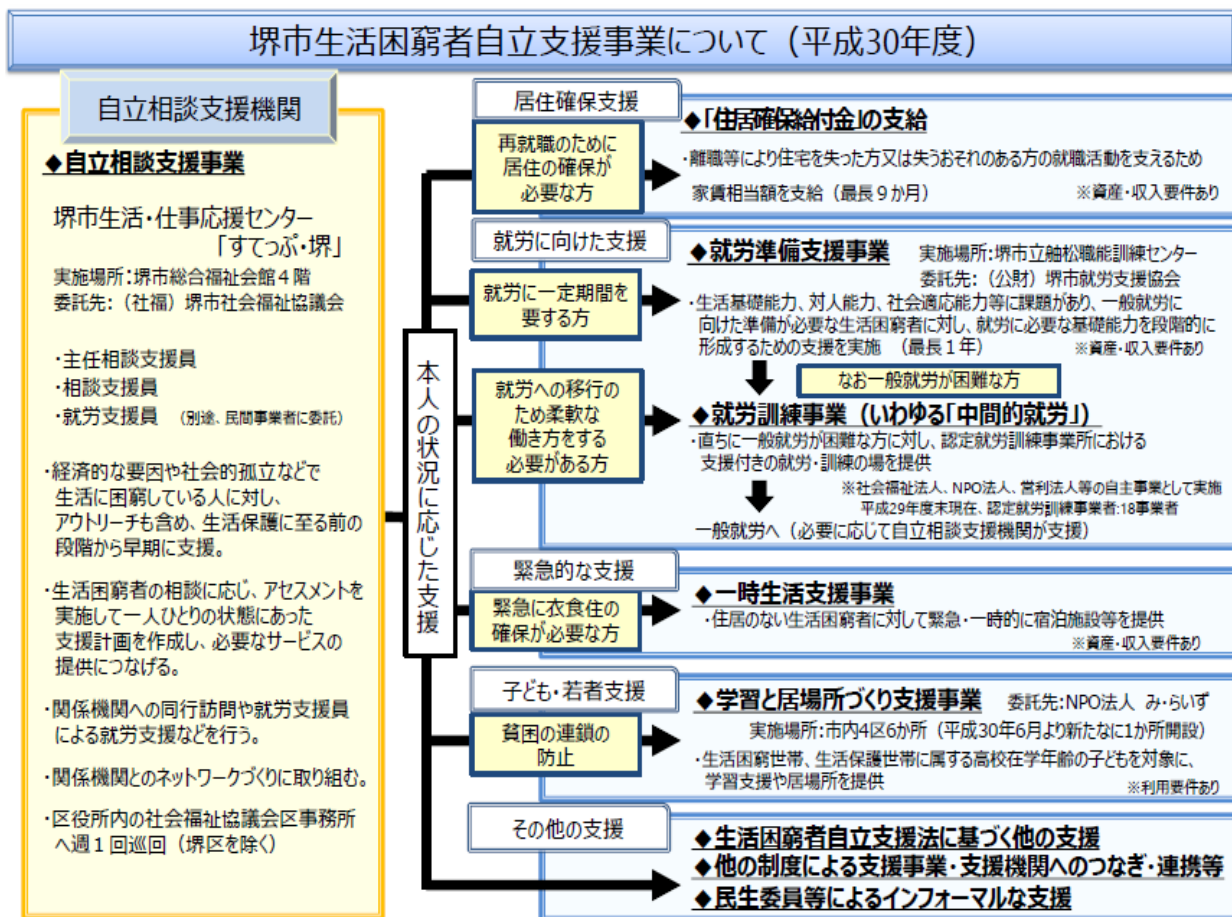 堺市生活困窮者自立支援事業について（平成30年度）
自立相談支援機関
◆自立相談支援事業
堺市生活・仕事応援センター
「すてっぷ・堺」
実施場所：堺市総合福祉会館４階
委託先：（社福）堺市社会福祉協議会
・主任相談支援員
・相談支援員
・就労支援員　（別途、民間事業者に委託）
・経済的な要因や社会的孤立などで
生活に困窮している人に対し、
アウトリーチも含め、生活保護に至る前の
段階から早期に支援。
・生活困窮者の相談に応じ、アセスメントを
実施して一人ひとりの状態にあった
支援計画を作成し、必要なサービスの
提供につなげる。
・関係機関への同行訪問や就労支援員
による就労支援などを行う。
・関係機関とのネットワークづくりに取り組む。
・区役所内の社会福祉協議会区事務所
へ週１回巡回（堺区を除く）
本人の状況に応じた支援
居住確保支援
再就職のために
居住の確保が
必要な方
◆「住居確保給付金」の支給
・離職等により住宅を失った方又は失うおそれのある方の就職活動を支えるため
家賃相当額を支給（最長９か月）　※資産・収入要件あり
就労に向けた支援
就労に一定期間を
要する方
◆就労準備支援事業　実施場所：堺市立舳松職能訓練センター
委託先：（公財）堺市就労支援協会
・生活基礎能力、対人能力、社会適応能力等に課題があり、一般就労に
向けた準備が必要な生活困窮者に対し、就労に必要な基礎能力を段階的に
形成するための支援を実施　（最長１年）　※資産・収入要件あり
なお一般就労が困難な方
就労への移行の
ため柔軟な
働き方をする
必要がある方
◆就労訓練事業（いわゆる「中間的就労」）
・直ちに一般就労が困難な方に対し、認定就労訓練事業所における
支援付きの就労・訓練の場を提供
※社会福祉法人、NPO法人、営利法人等の自主事業として実施
平成29年度末現在、認定就労訓練事業者:18事業者
一般就労へ（必要に応じて自立相談支援機関が支援）
緊急的な支援
緊急に衣食住の
確保が必要な方
◆一時生活支援事業
・住居のない生活困窮者に対して緊急・一時的に宿泊施設等を提供
※資産・収入要件あり
子ども・若者支援
貧困の連鎖の
防止
◆学習と居場所づくり支援事業　委託先：NPO法人　み・らいず
実施場所：市内4区6か所（平成30年6月より新たに1か所開設）
・生活困窮世帯、生活保護世帯に属する高校在学年齢の子どもを対象に、
学習支援や居場所を提供　※利用要件あり
その他の支援
◆生活困窮者自立支援法に基づく他の支援
◆他の制度による支援事業・支援機関へのつなぎ・連携等
◆民生委員等によるインフォーマルな支援